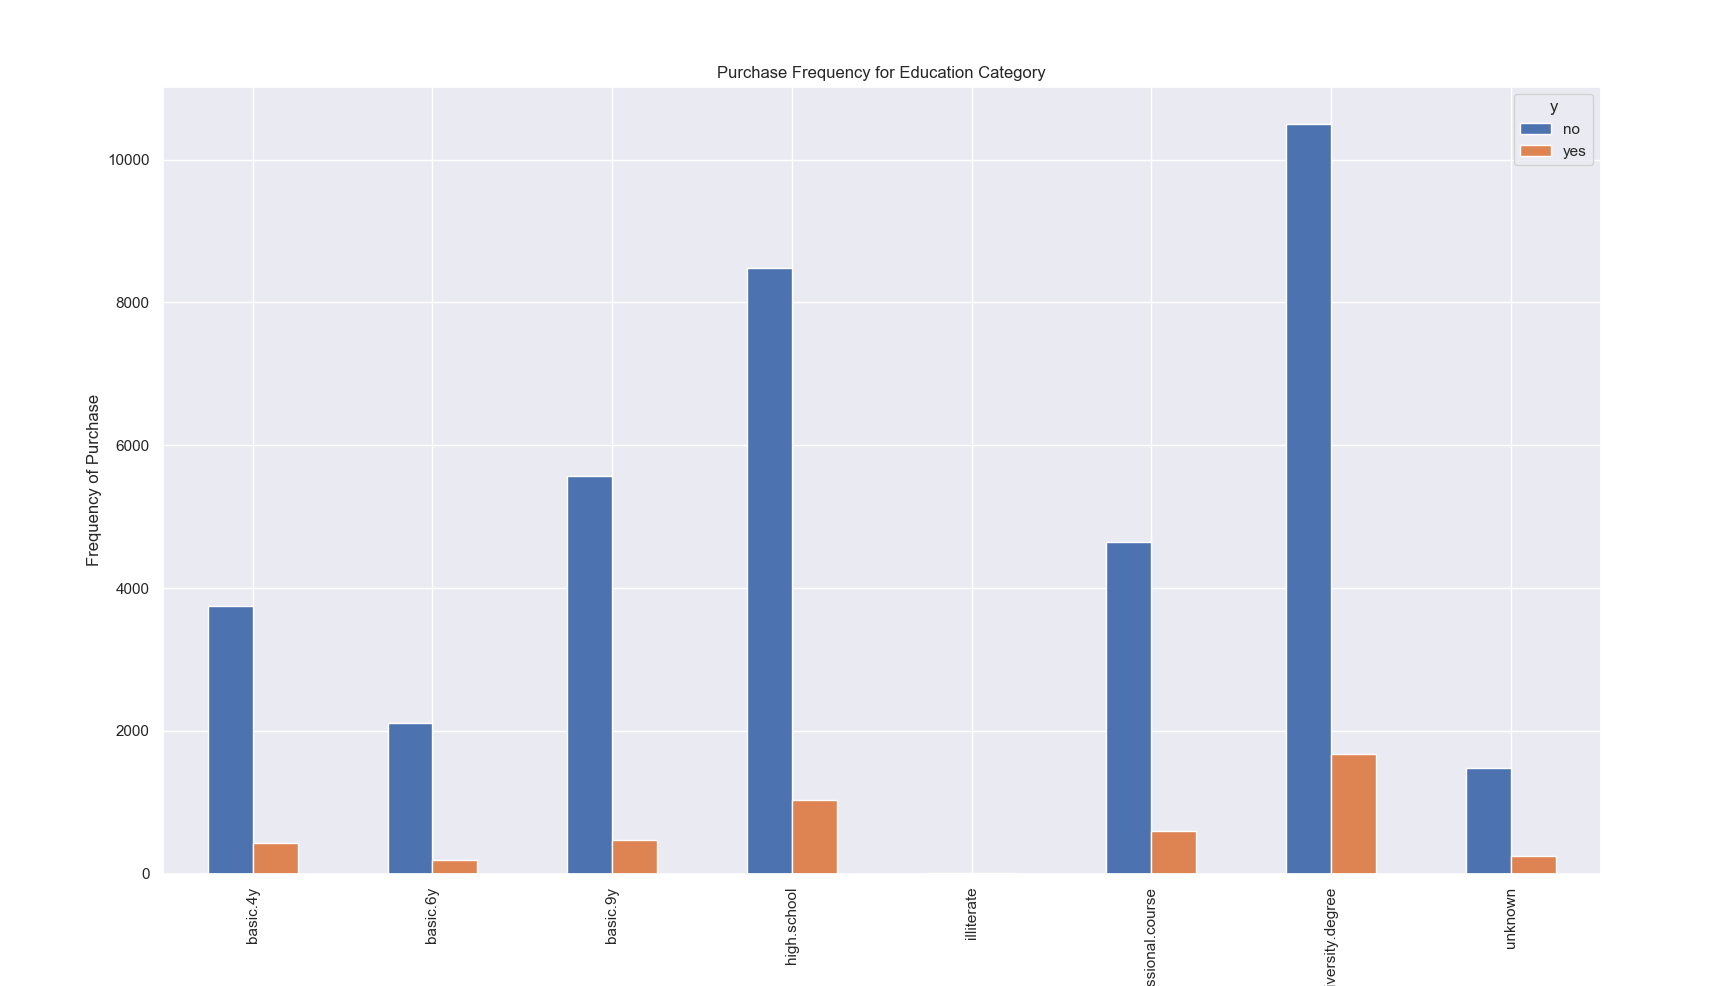 Purchase Frequency for Education Category
y
no
yes
Frequency of Purchase
10000
8000
6000
4000
2000
0
basic.4y
basic.6y
basic.9y
high.school
illiterate
ssional.course
iversity.degree
unknown